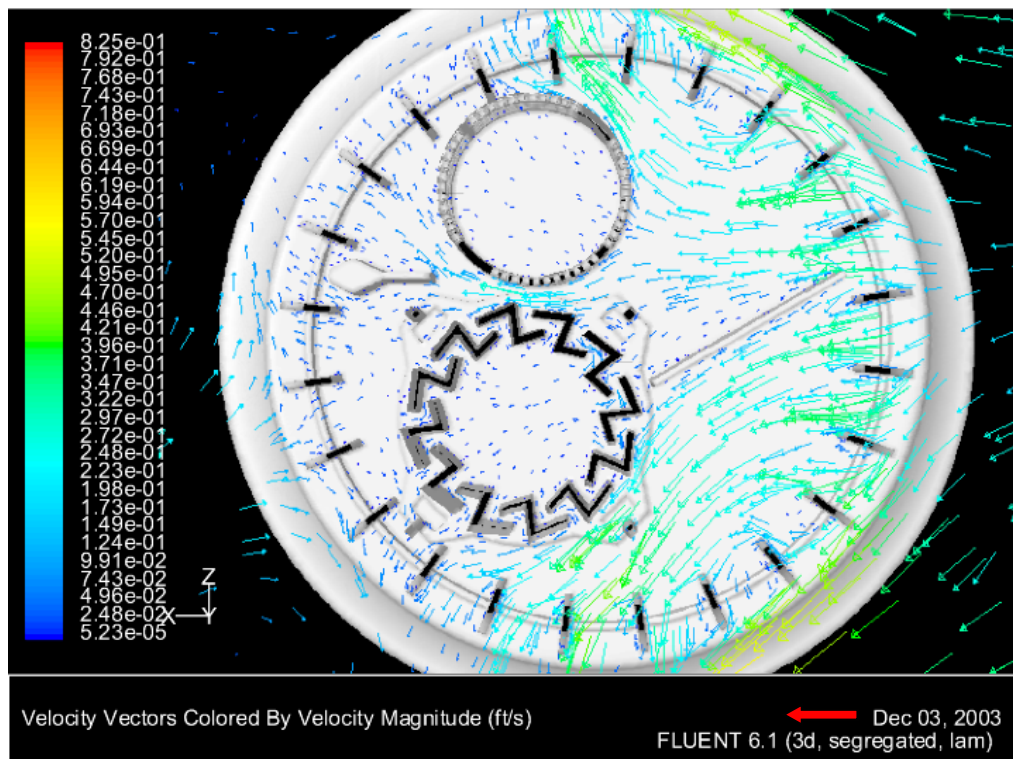 8.25e-01
7.92e-01
7.68e-01
7.43e-01
7.18e-01
6.93e-01
6.69e-01
6.44e-01
6.19e-01
5.94e-01
5.70e-01
5.45e-01
5.20e-01
4.95e-01
4.70e-01
4.46e-01
4.21e-01
3.96e-01
3.71e-01
3.47e-01
3.22e-01
2.97e-01
2.72e-01
2.48e-01
2.23e-01
1.98e-01
1.73e-01
1.49e-01
1.24e-01
9.91e-02
7.43e-02
4.96e-02
2.48e-02
5.23e-05
Z
X Y
Velocity Vectors Colored By Velocity Magnitude (ft/s)
Dec 03, 2003
FLUENT 6.1 (3d, segregated, lam)